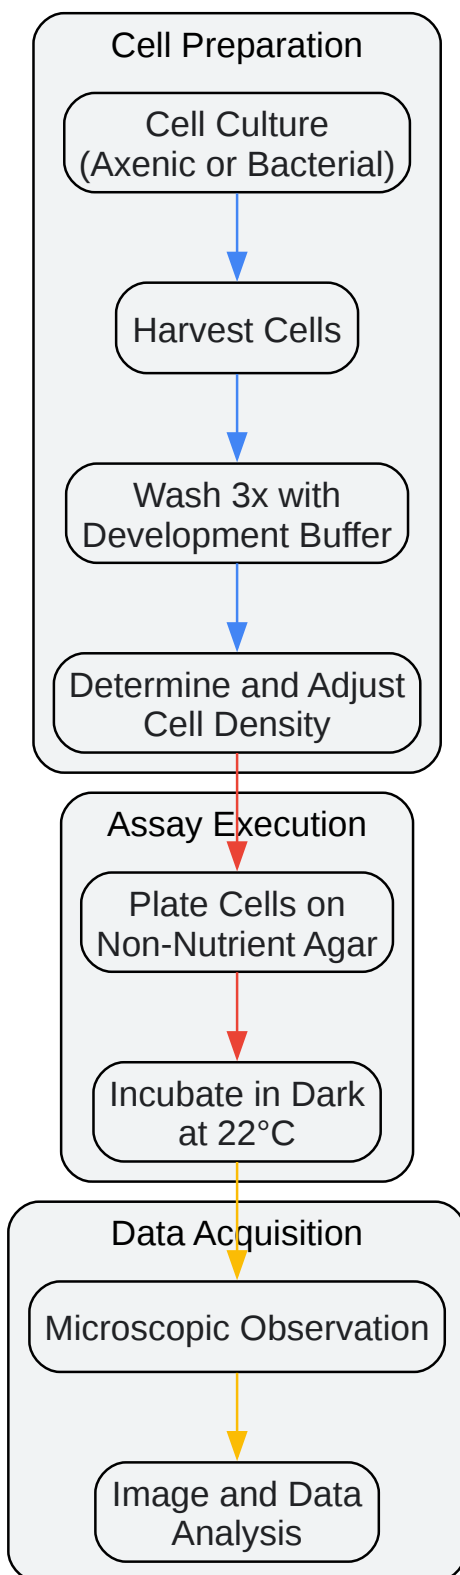 Cell Preparation
Cell Culture
(Axenic or Bacterial)
Harvest Cells
Wash 3x with
Development Buffer
Determine and Adjust
Cell Density
Assay Execution
Plate Cells on
Non-Nutrient Agar
Incubate in Dark
at 22°C
Data Acquisition
Microscopic Observation
Image and Data
Analysis